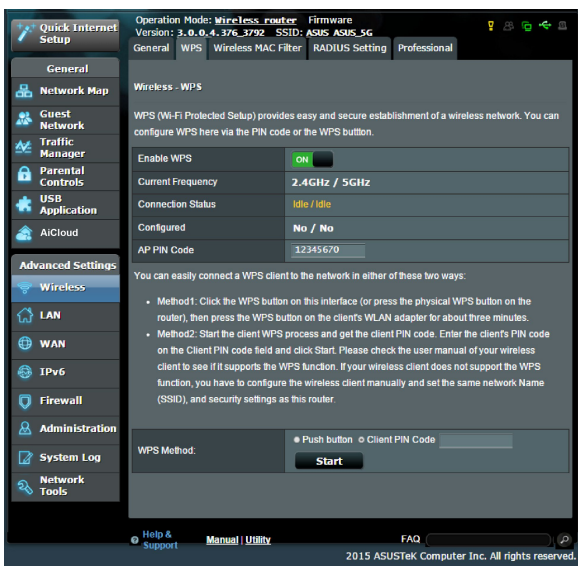 Quick Internet
Setup
Operation Mode: Wireless router Firmware
Version: 3.0.0.4.376_3792 SSID: ASUS ASUS_5G
General WPS Wireless MAC Filter RADIUS Setting Professional
General
Network Map
Guest
Network
Traffic
Manager
Parental
Controls
USB
Application
AiCloud
Advanced Settings
Wireless
LAN
WAN
IPv6
Firewall
Administration
System Log
Network
Tools
Wireless - WPS
WPS (Wi-Fi Protected Setup) provides easy and secure establishment of a wireless network. You can
configure WPS here via the PIN code or the WPS button.
Enable WPS ON
Current Frequency 2.4GHz / 5GHz
Connection Status Idle / Idle
Configured No / No
AP PIN Code 12345670
You can easily connect a WPS client to the network in either of these two ways:
• Method1: Click the WPS button on this interface (or press the physical WPS button on the
router), then press the WPS button on the client's WLAN adapter for about three minutes.
• Method2: Start the client WPS process and get the client PIN code. Enter the client's PIN code
on the Client PIN code field and click Start. Please check the user manual of your wireless
client to see if it supports the WPS function. If your wireless client does not support the WPS
function, you have to configure the wireless client manually and set the same network Name
(SSID), and security settings as this router.
WPS Method: Push button Client PIN Code
Start
Help &
Support
Manual | Utility
FAQ
2015 ASUSTeK Computer Inc. All rights reserved.